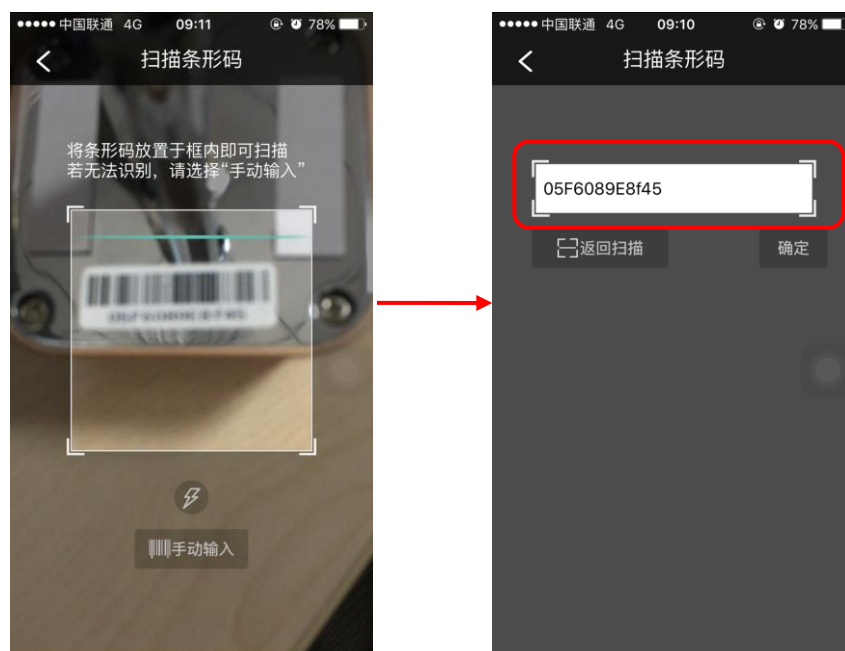 中国联通 4G 09:11 78%
扫描条形码
将条形码放置于框内即可扫描
若无法识别，请选择“手动输入”
手动输入
中国联通 4G 09:10 78%
扫描条形码
05F6089E8f45
返回扫描 确定